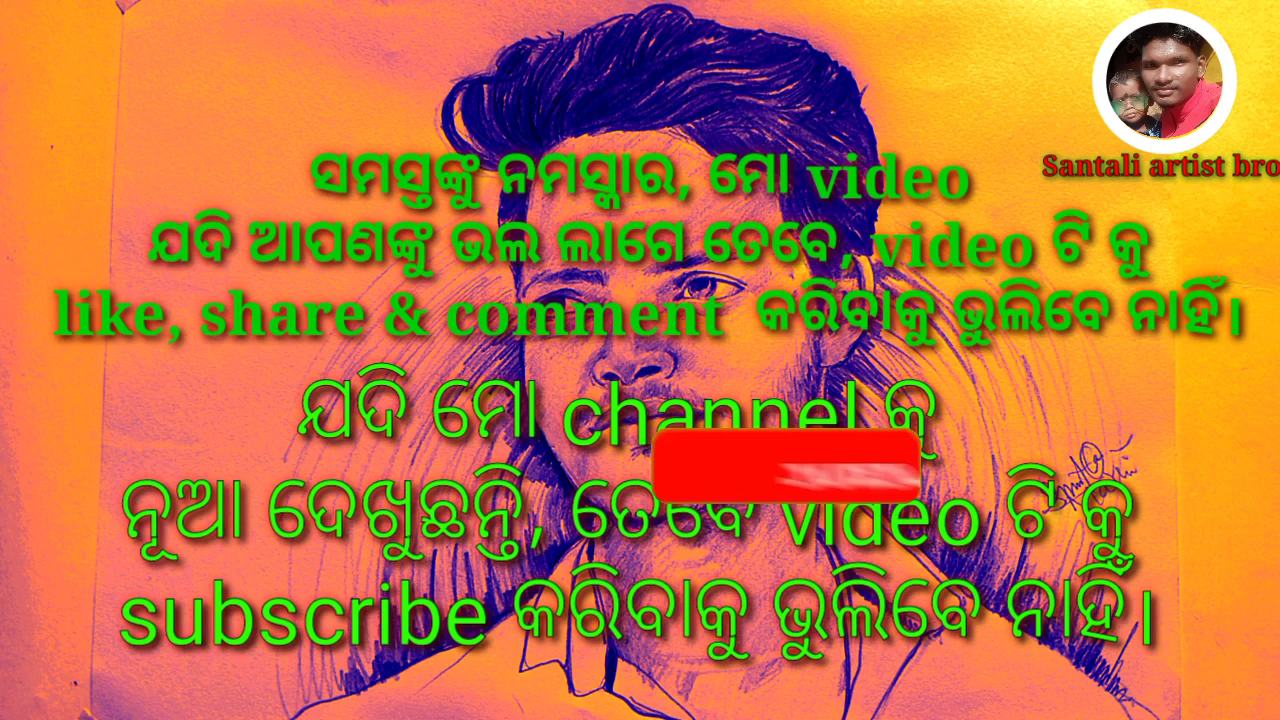 Santali artist bro
ସମସ୍ତଙ୍କୁ ନମସ୍କାର, ମୋ video
ଯଦି ଆପଣଙ୍କୁ ଭଲ ଲାଗେ ତେବେ, video ଟି କୁ
like, share & comment କରିବାକୁ ଭୁଲିବେ ନାହିଁ।
ଯଦି ମୋ channel କୁ
ନୂଆ ଦେଖୁଛନ୍ତି, ତେବେ video ଟି କୁ
subscribe କରିବାକୁ ଭୁଲିବେ ନାହିଁ।